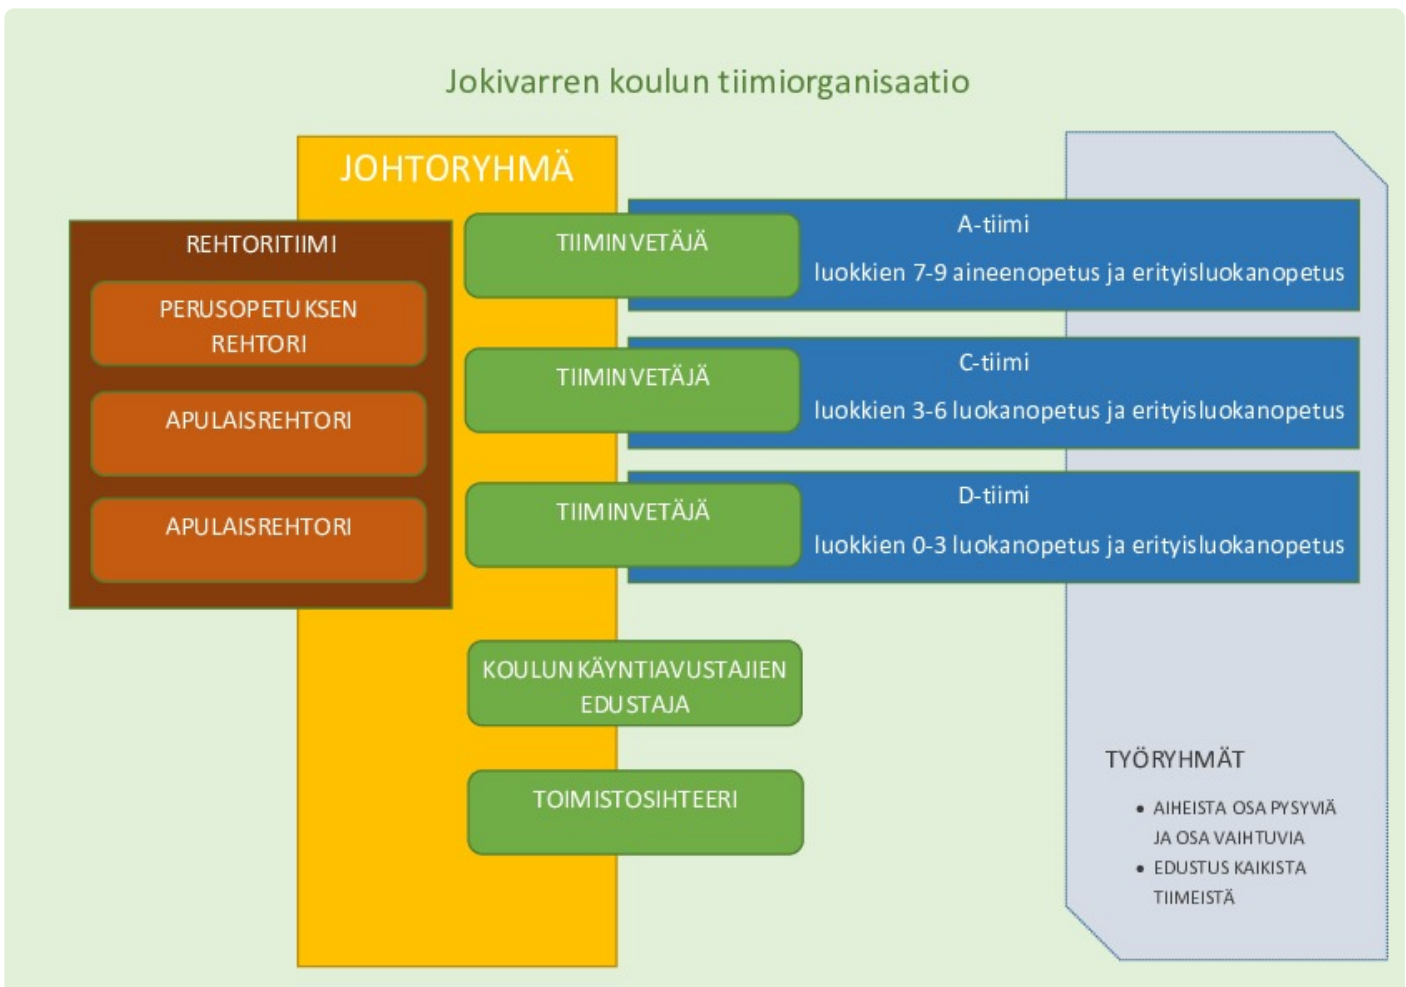 Jokivarren koulun tiimiorganisaatio
JOHTORYHMÄ
REHTORITIIMI
PERUSOPETUKSEN
REHTORI
APULAISREHTORI
APULAISREHTORI
TIIMINVETÄJÄ
A-tiimi
luokkien 7-9 aineenopetus ja erityisluokanopetus
TIIMINVETÄJÄ
C-tiimi
luokkien 3-6 luokanopetus ja erityisluokanopetus
TIIMINVETÄJÄ
D-tiimi
luokkien 0-3 luokanopetus ja erityisluokanopetus
KOULUNKÄYNTIAVUSTAJIEN
EDUSTAJA
TOIMISTOSIHTEERI
TYÖRYHMÄT
• AIHEISTA OSA PYSYVIÄ
JA OSA VAIHTUVIA
• EDUSTUS KAIKISTA
TIIMEISTÄ